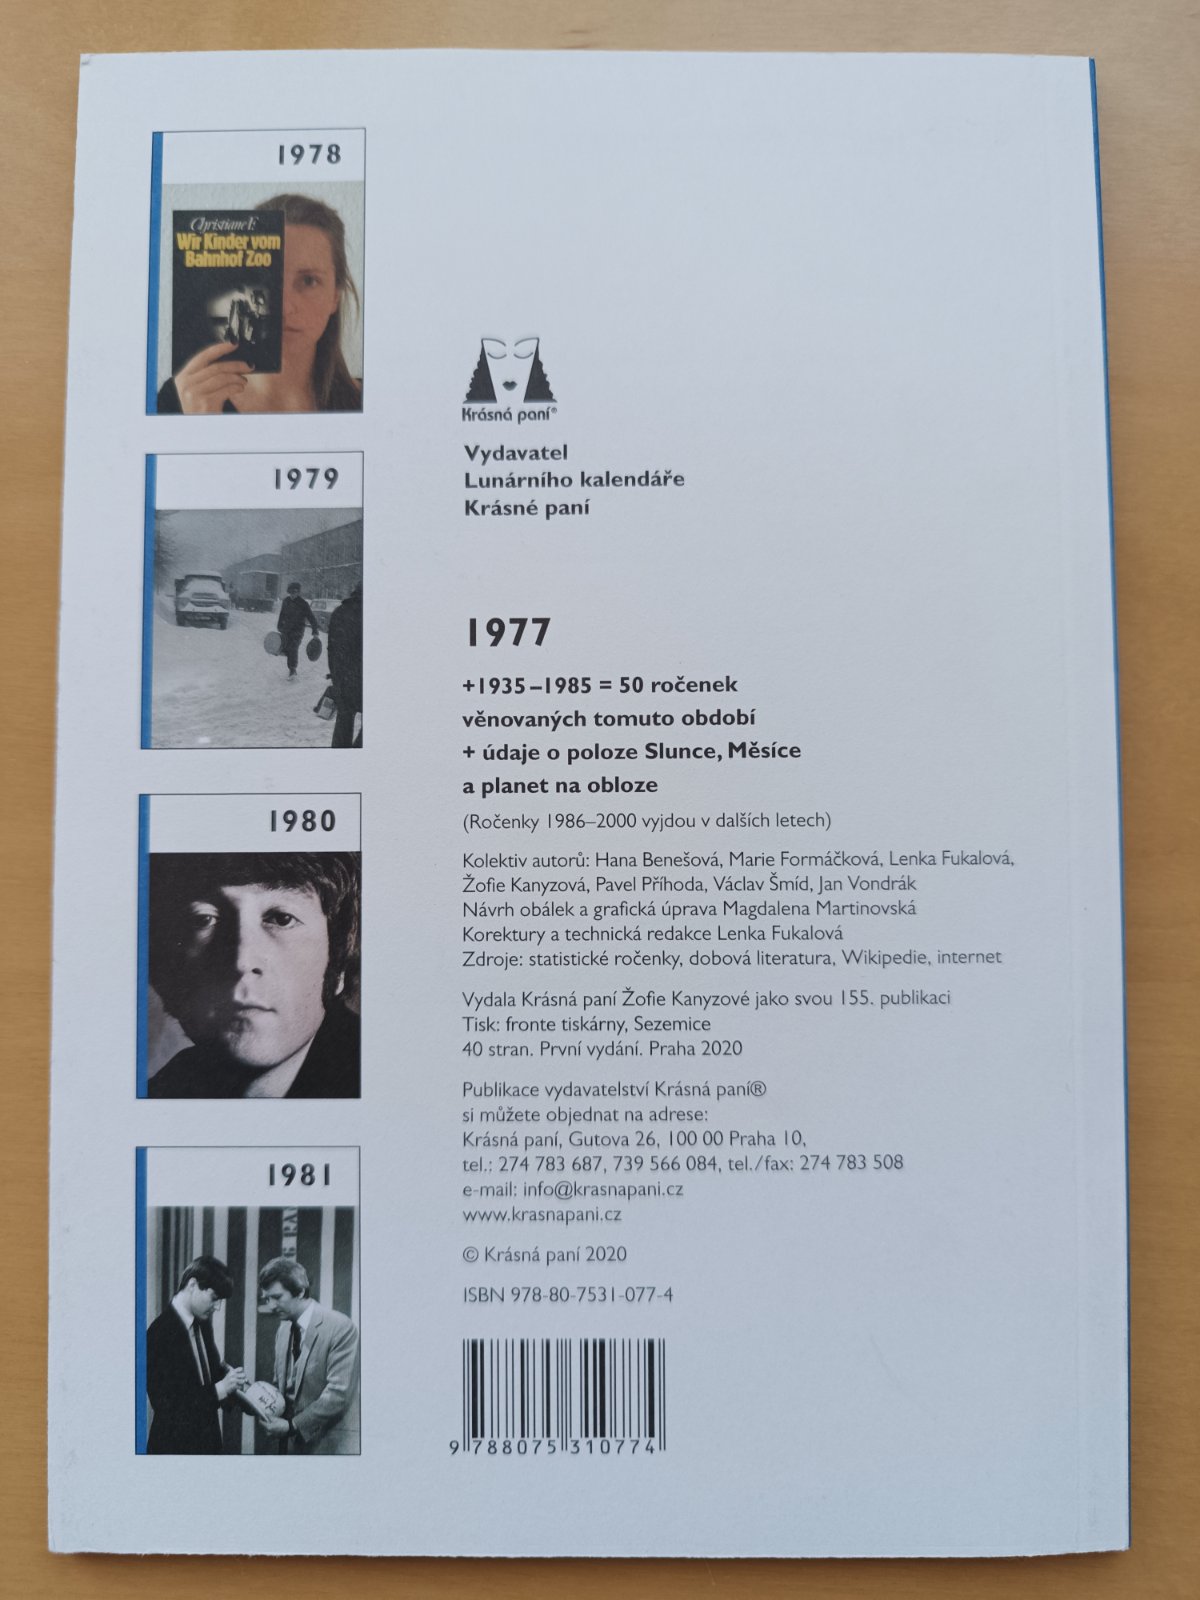 1978
Christiane F.
Wir Kinder vom
Bahnhof Zoo
1979
1980
1981
Krásná paní®
Vydavatel
Lunárního kalendáře
Krásné paní
1977
+1935–1985 = 50 ročenek
věnovaných tomuto období
+ údaje o poloze Slunce, Měsíce
a planet na obloze
(Ročenky 1986–2000 vyjdou v dalších letech)
Kolektiv autorů: Hana Benešová, Marie Formáčková, Lenka Fukalová,
Žofie Kanyzová, Pavel Příhoda, Václav Šmíd, Jan Vondrák
Návrh obálek a grafická úprava Magdalena Martinovská
Korektury a technická redakce Lenka Fukalová
Zdroje: statistické ročenky, dobová literatura, Wikipedie, internet
Vydala Krásná paní Žofie Kanyzové jako svou 155. publikaci
Tisk: fronte tiskárny, Sezemice
40 stran. První vydání. Praha 2020
Publikace vydavatelství Krásná paní®
si můžete objednat na adrese:
Krásná paní, Gutova 26, 100 00 Praha 10,
tel.: 274 783 687, 739 566 084, tel./fax: 274 783 508
e-mail: info@krasnapani.cz
www.krasnapani.cz
© Krásná paní 2020
ISBN 978-80-7531-077-4
9 788075 310774